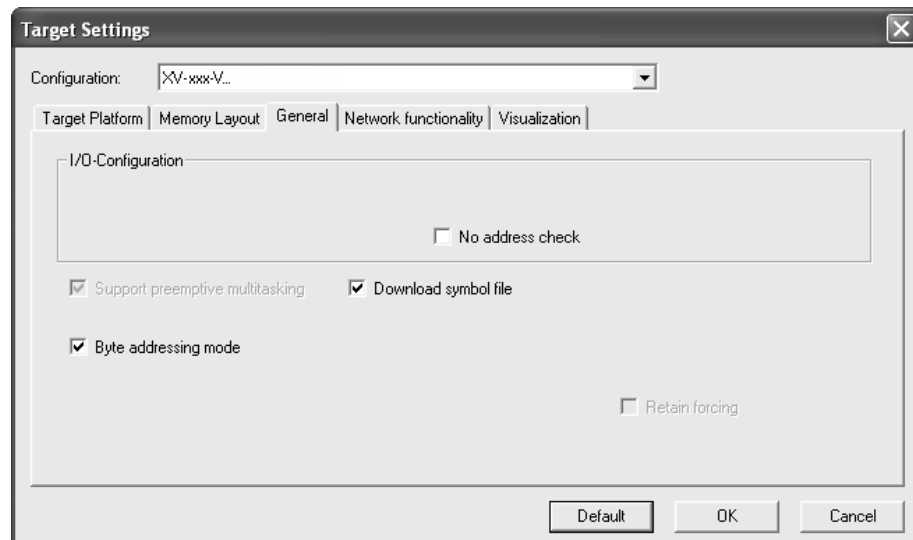 Target Settings
Configuration: XV-xxx-V...
Target Platform Memory Layout General Network functionality Visualization
I/O-Configuration
No address check
Support preemptive multitasking Download symbol file
Byte addressing mode
Retain forcing
Default OK Cancel